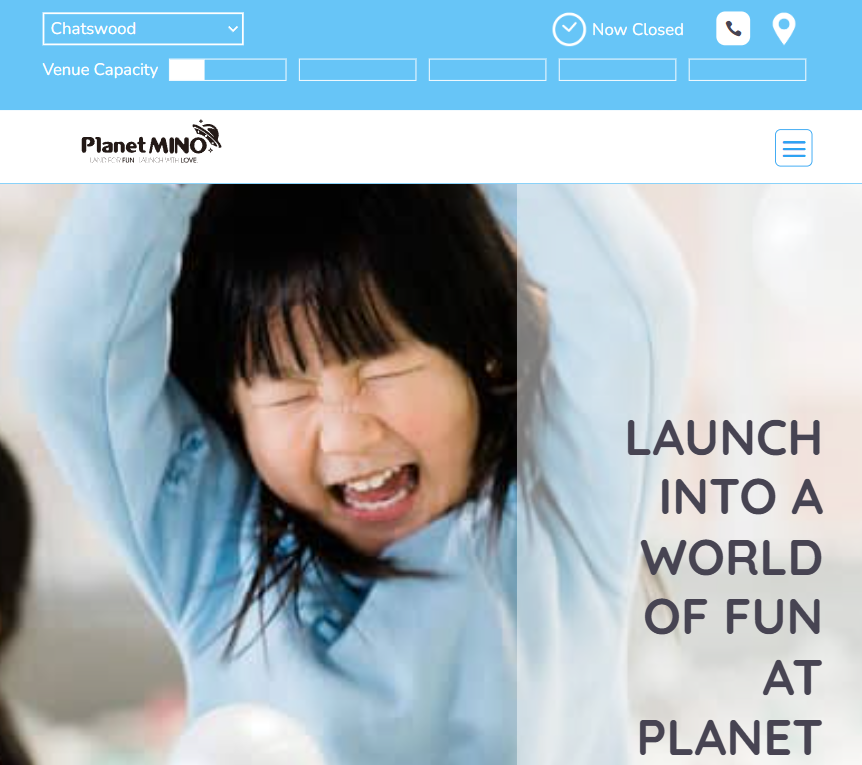 Chatswood
Now Closed
Venue Capacity
Planet MINO
LAND FOR FUN LAUNCH WITH LOVE.
LAUNCH
INTO A
WORLD
OF FUN
AT
PLANET